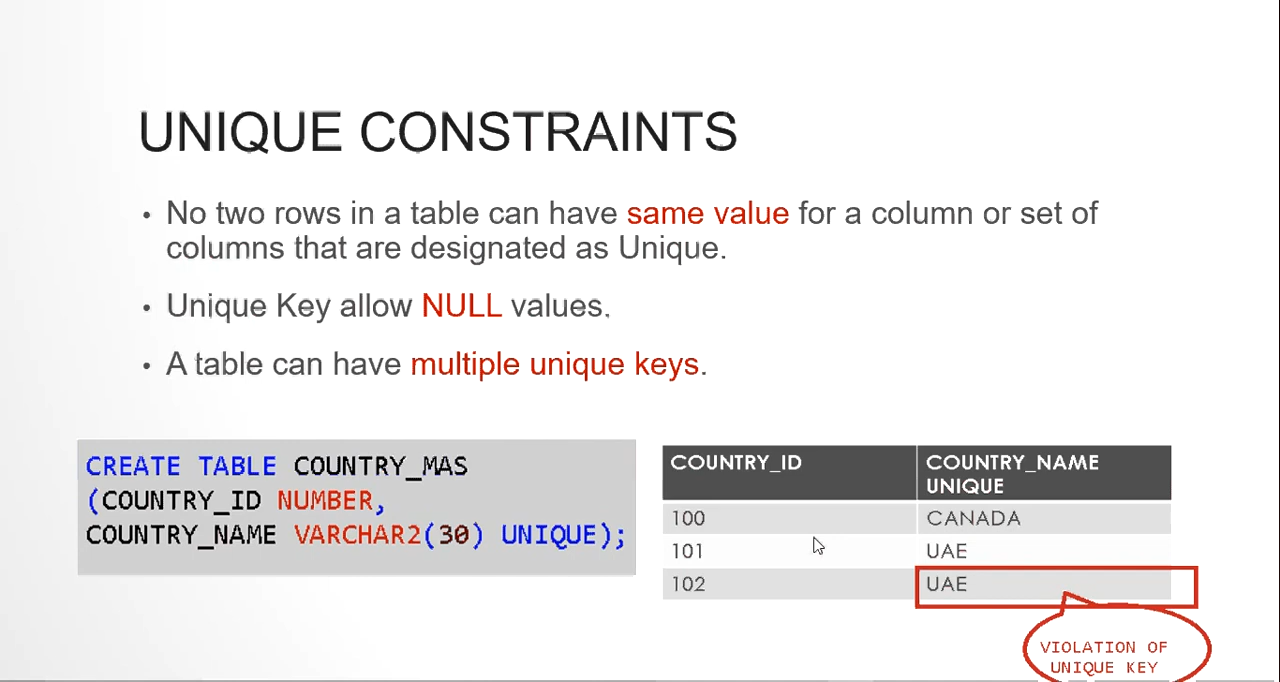 UNIQUE CONSTRAINTS
• No two rows in a table can have same value for a column or set of
columns that are designated as Unique.
• Unique Key allow NULL values.
• A table can have multiple unique keys.
CREATE TABLE COUNTRY_MAS
(COUNTRY_ID NUMBER,
COUNTRY_NAME VARCHAR2(30) UNIQUE);
COUNTRY_ID COUNTRY_NAME
UNIQUE
100 CANADA
101 UAE
102 UAE
VIOLATION OF
UNIQUE KEY